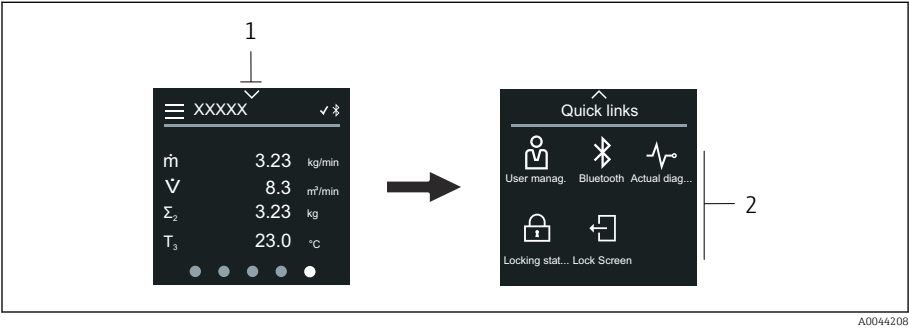 1
XXXXX
ṁ 3.23 kg/min
V̇ 8.3 m³/min
Σ₂ 3.23 kg
T₃ 23.0 °C
Quick links
User manag. Bluetooth Actual diag...
Locking stat... Lock Screen
2
A0044208